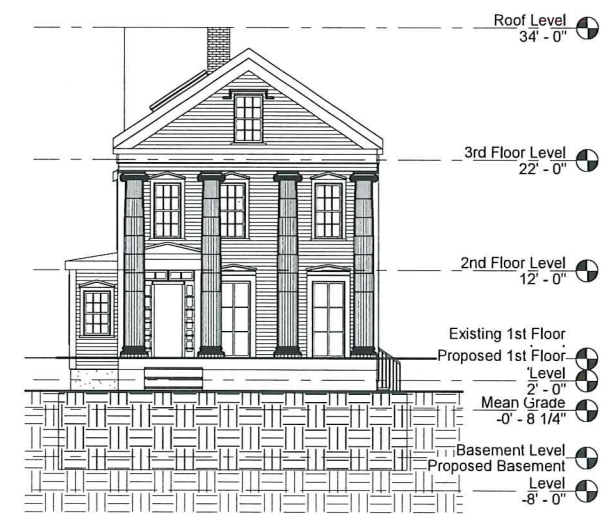 Roof Level
34' - 0"
3rd Floor Level
22' - 0"
2nd Floor Level
12' - 0"
Existing 1st Floor
Proposed 1st Floor
Level
2' - 0"
Mean Grade
-0' - 8 1/4"
Basement Level
Proposed Basement
Level
-8' - 0"